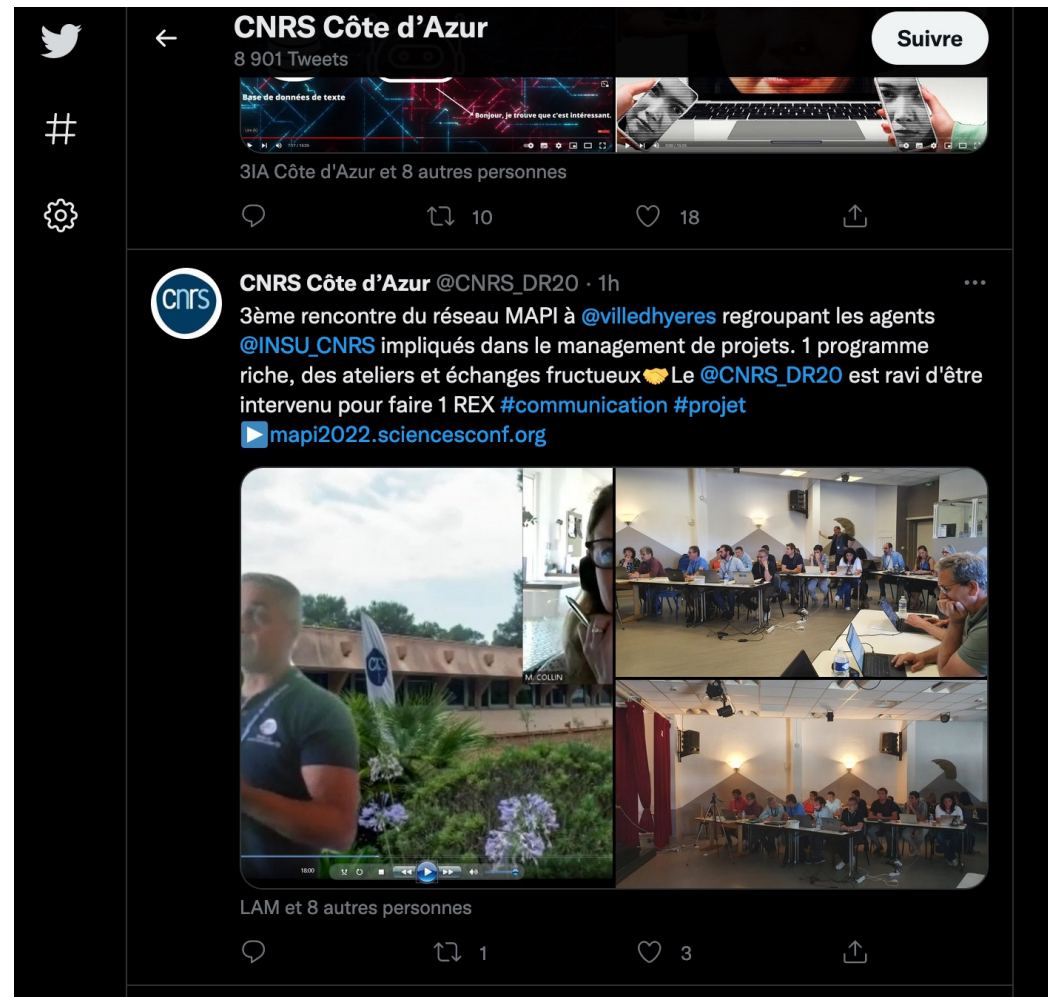 CNRS Côte d'Azur
8 901 Tweets
Suivre
Base de données de texte
Bonjour, je trouve que c'est intéressant.
3IA Côte d'Azur et 8 autres personnes
10
18
cnrs
CNRS Côte d'Azur @CNRS_DR20 · 1h
3ème rencontre du réseau MAPI à @villedhyeres regroupant les agents
@INSU_CNRS impliqués dans le management de projets. 1 programme
riche, des ateliers et échanges fructueux🤝Le @CNRS_DR20 est ravi d'être
intervenu pour faire 1 REX #communication #projet
▶️mapi2022.sciencesconf.org
cnrs
M. COLLIN
18:00
LAM et 8 autres personnes
1
3